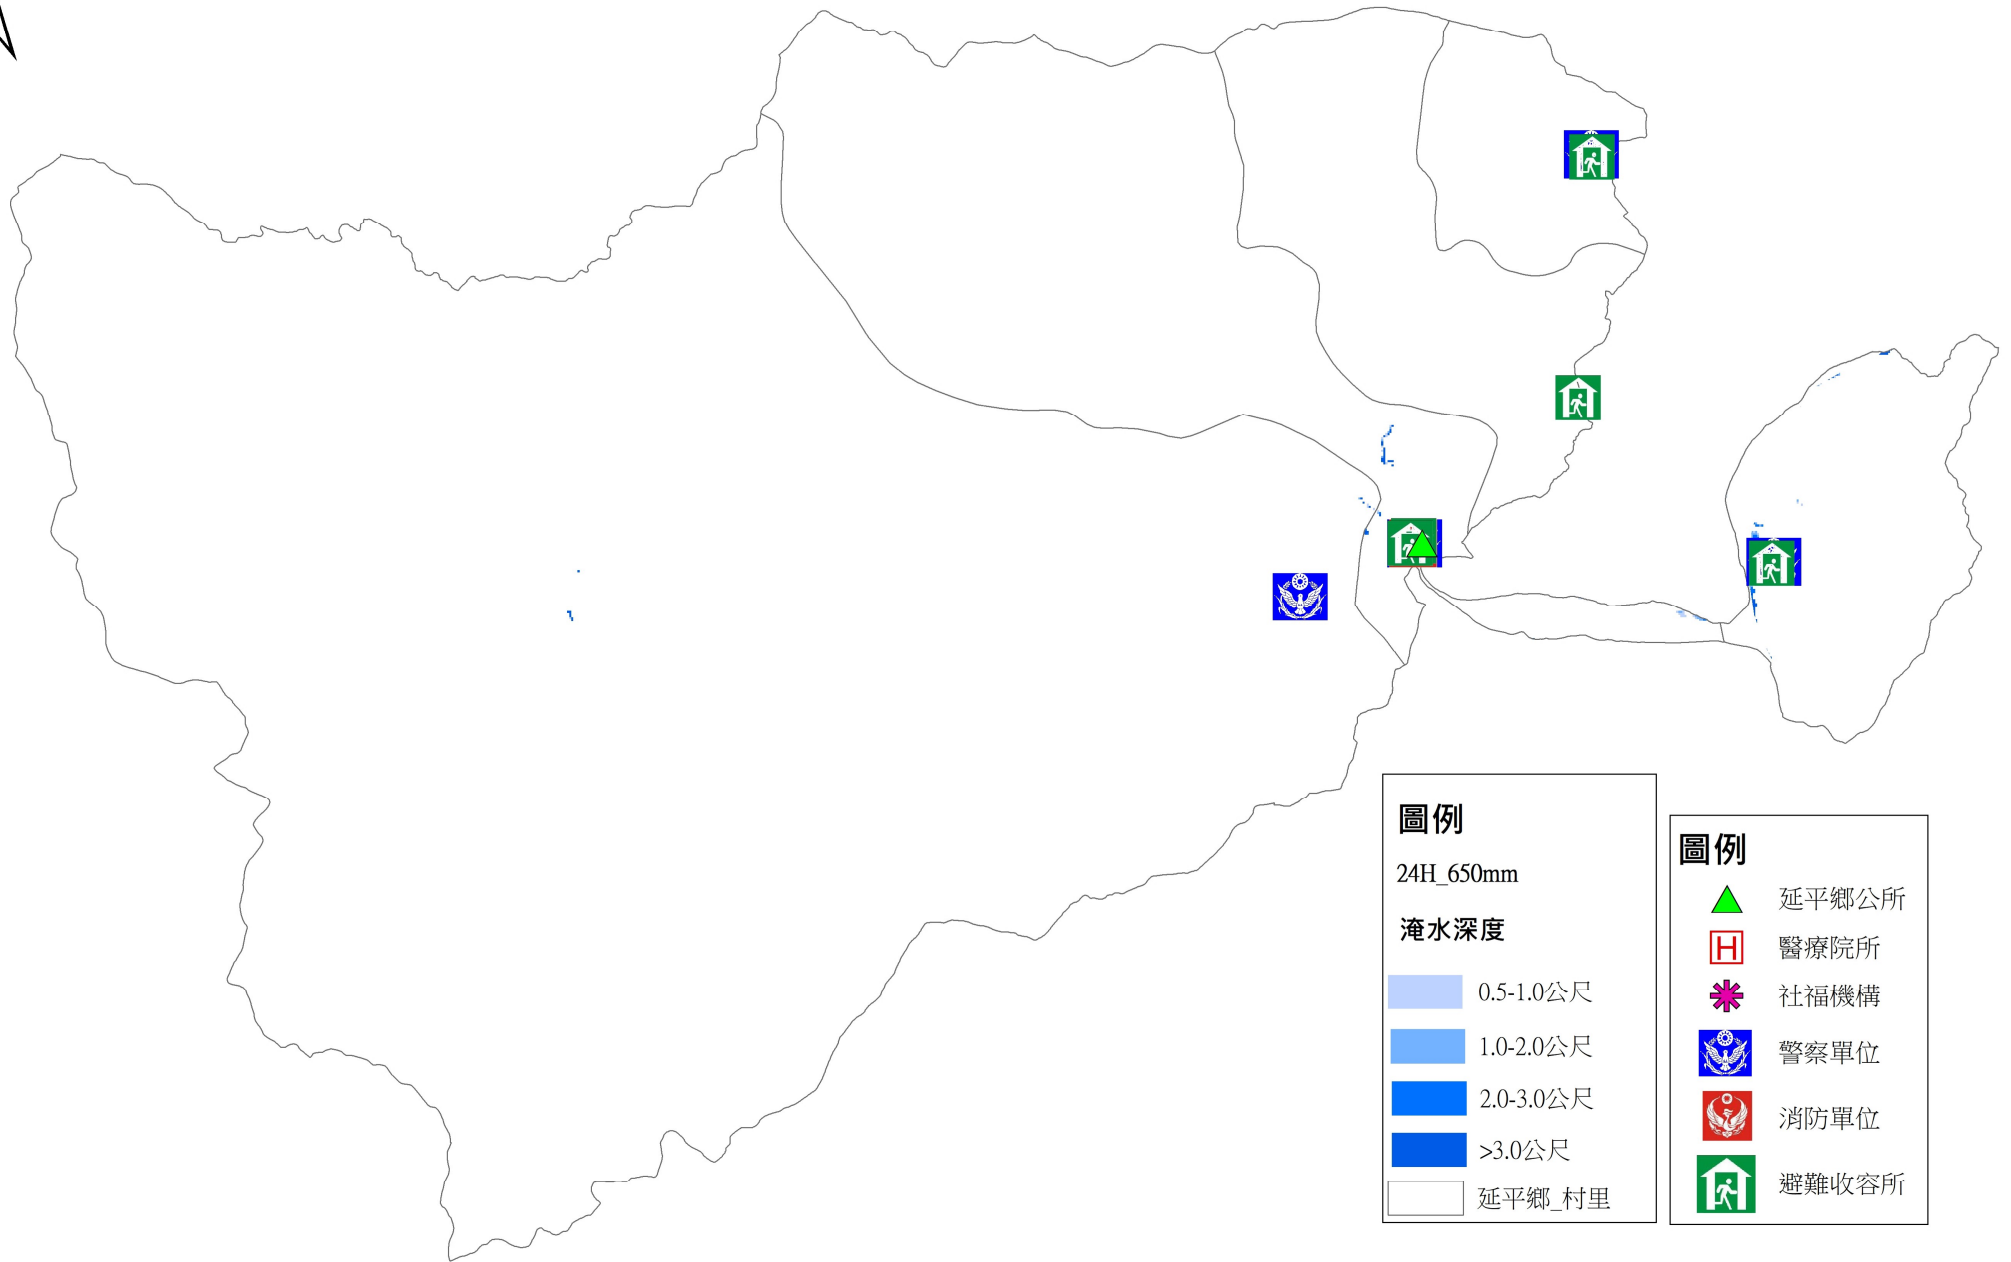 圖例
24H_650mm
淹水深度
0.5-1.0公尺
1.0-2.0公尺
2.0-3.0公尺
>3.0公尺
延平鄉_村里
圖例
延平鄉公所
H 醫療院所
社福機構
警察單位
消防單位
避難收容所